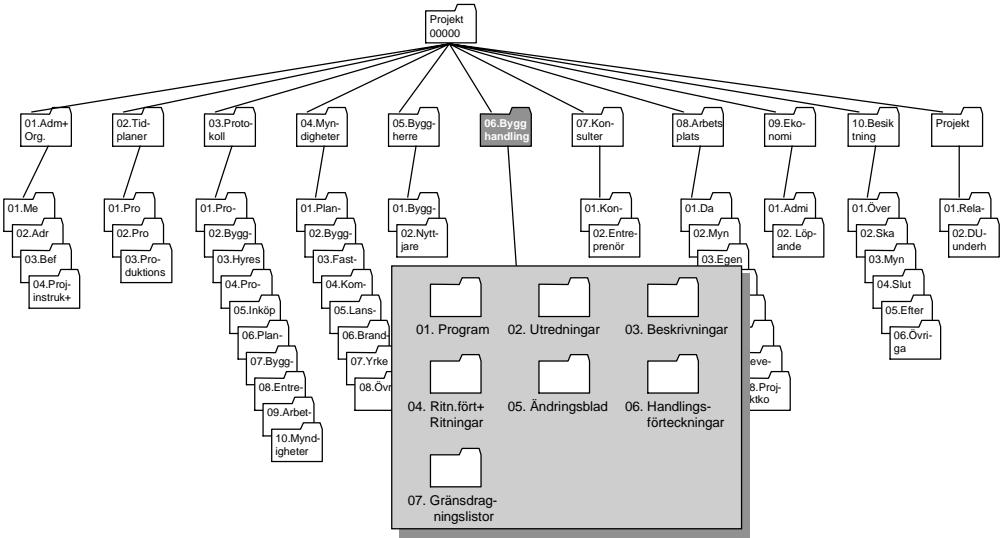 Projekt
00000
01.Adm+
Org.
02.Tid-
planer
03.Proto-
koll
04.Myn-
digheter
05.Bygg-
herre
06.Bygg
handling
07.Kon-
sulter
08.Arbets
plats
09.Eko-
nomi
10.Besik
tning
Projekt
01.Me
02.Adr
03.Bef
04.Proj-
instruk+
01.Pro
02.Pro
03.Pro-
duktions
01.Pro-
02.Bygg-
03.Hyres
04.Pro-
05.Inköp
06.Plan-
07.Bygg-
08.Entre-
09.Arbet-
10.Mynd-
igheter
01.Plan-
02.Bygg-
03.Fast-
04.Kom-
05.Lans-
06.Brand-
07.Yrke
08.Övr
01.Bygg-
02.Nytt-
jare
01.Kon-
02.Entre-
prenör
01.Da
02.Myn
03.Egen
eve-
8.Proj-
ktko
01.Admi
02. Löp-
ande
01.Över
02.Ska
03.Myn
04.Slut
05.Efter
06.Övri-
ga
01.Rela-
02.DU-
underh
01. Program
02. Utredningar
03. Beskrivningar
04. Ritn.fört+
Ritningar
05. Ändringsblad
06. Handlings-
förteckningar
07. Gränsdrag-
ningslistor